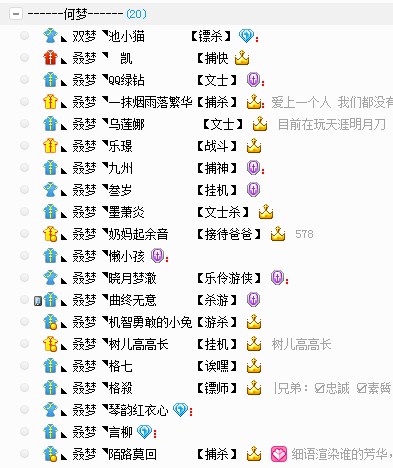 ------何梦------ (20)
双梦 ◥池小猫 【镖杀】
叒梦 ◥ 凯 【捕快】
叒梦 ◥QQ绿钻 【文士】
叒梦 ◥一抹烟雨落繁华 【捕杀】 爱上一个人 我们都没有
叒梦 ◥乌莲娜 【文士】 目前在玩天涯明月刀
叒梦 ◥乐璟 【战斗】
叒梦 ◥九州 【捕神】
叒梦 ◥誊岁 【挂机】
叒梦 ◥墨萧炎 【文士杀】
叒梦 ◥奶妈起余音 【接待爸爸】 578
叒梦 ◥懒小孩
叒梦 ◥晓月梦澈 【乐伶游侠】
叒梦 ◥曲终无意 【杀游】
叒梦 ◥机智勇敢的小兔 【游杀】
叒梦 ◥树儿高高长 【挂机】 树儿高高长
叒梦 ◥格七 【诶嘿】
叒梦 ◥格 【镖师】 |兄弟：☑忠誠 ☑素質
叒梦 ◥琴韵红衣心
叒梦 ◥言柳
叒梦 ◥陌路莫回 【捕杀】 细语渲染谁的芳华,